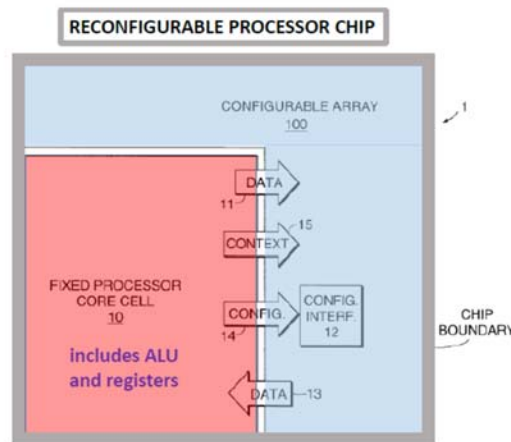 RECONFIGURABLE PROCESSOR CHIP
CONFIGURABLE ARRAY
100
1
DATA
11
15
CONTEXT
FIXED PROCESSOR
CORE CELL
10
CONFIG.
14
CONFIG.
INTERF.
12
CHIP
BOUNDARY
includes ALU
and registers
DATA
13